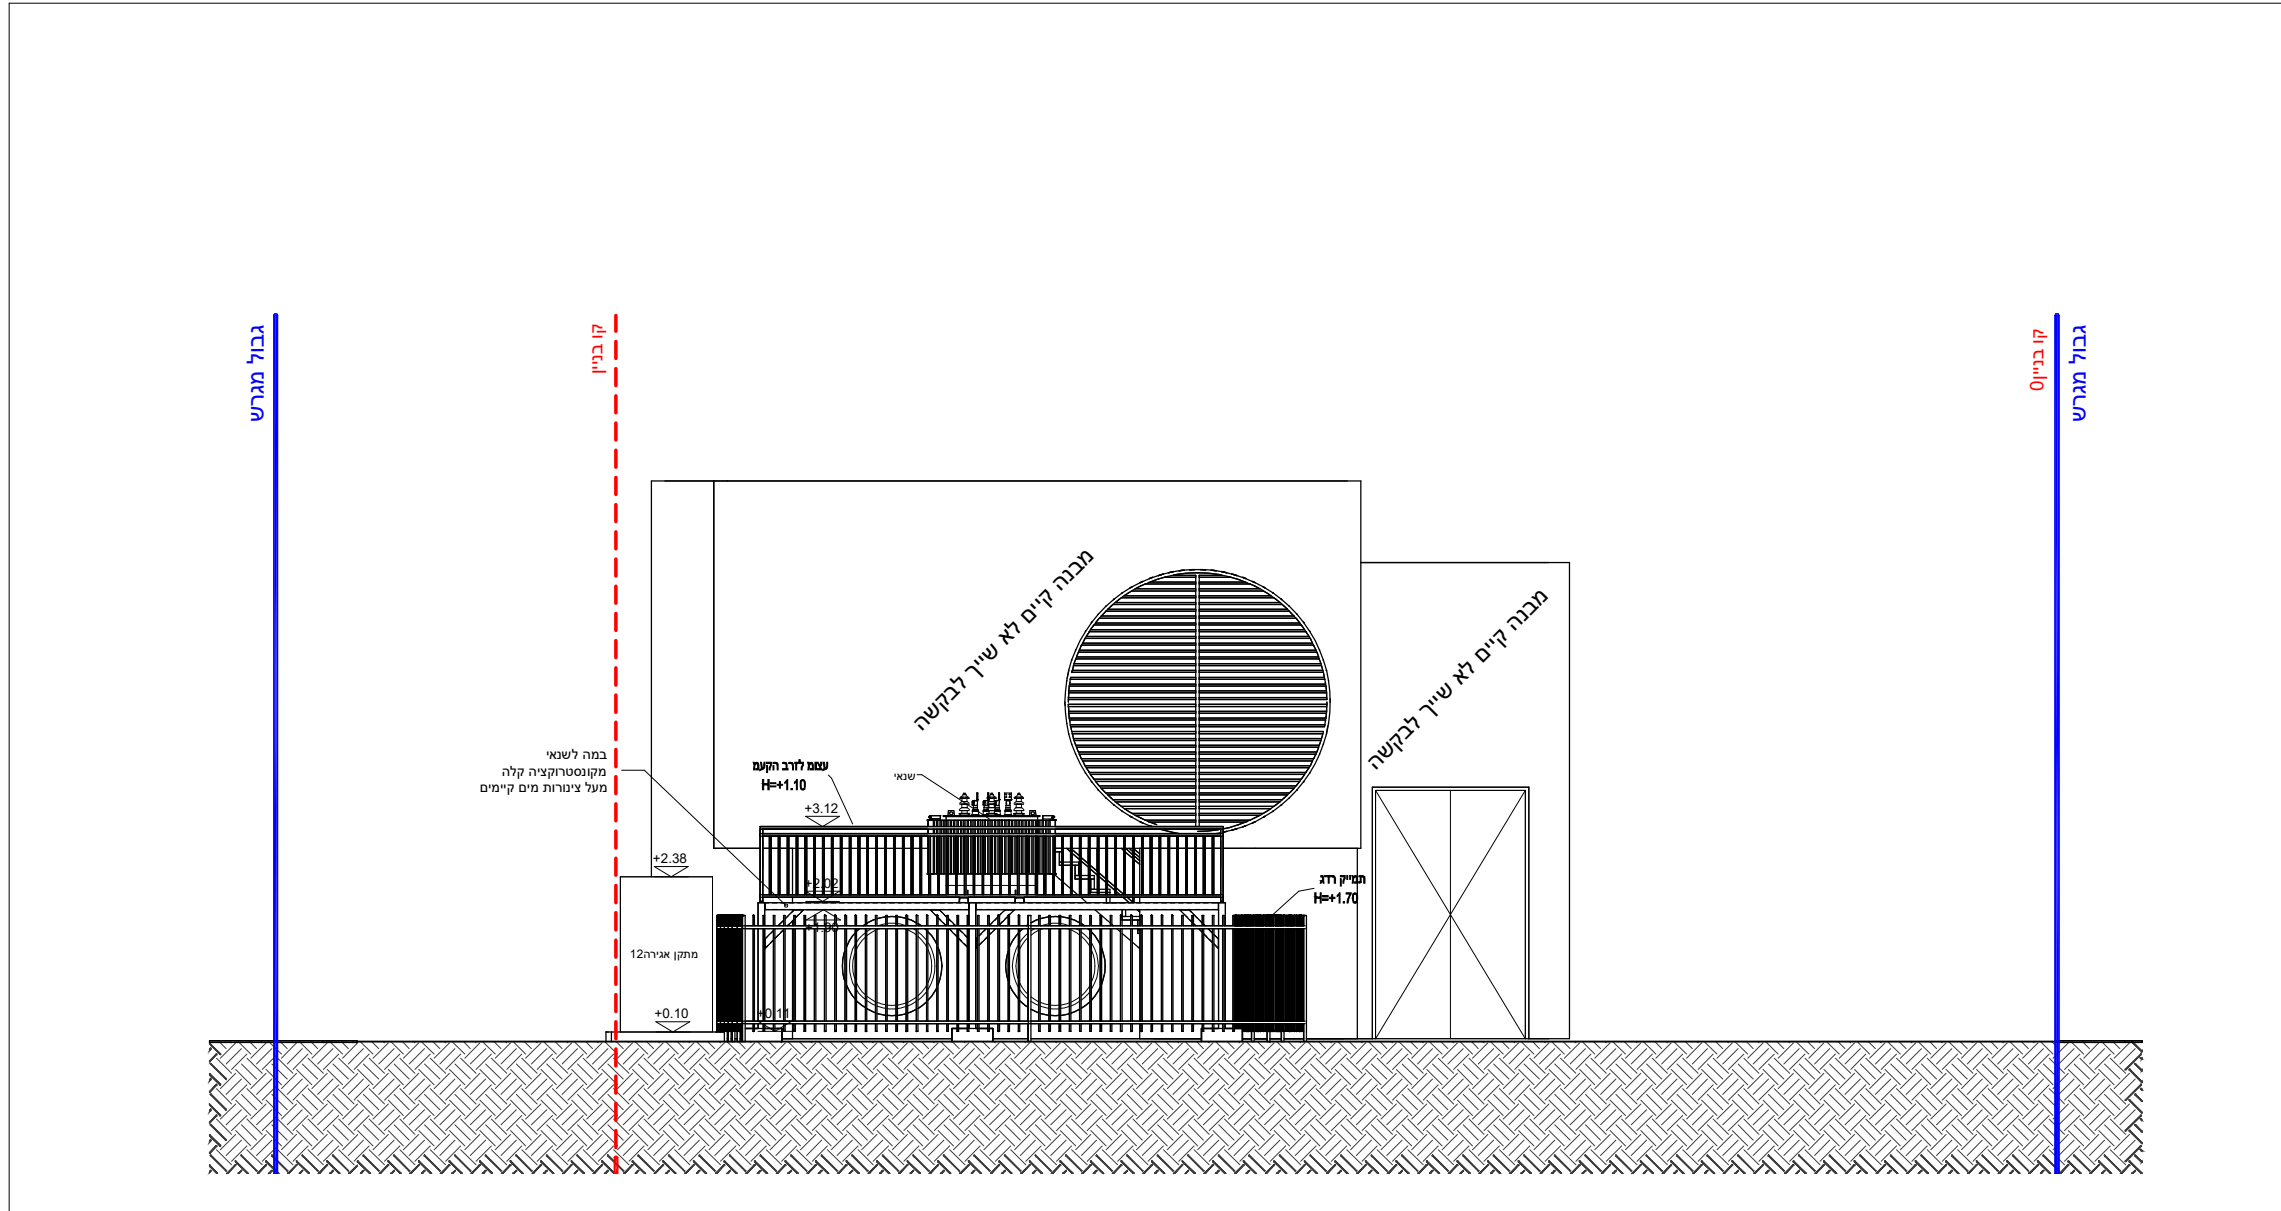 גבול מגרש
קו בניין
קו בניין0
גבול מגרש
מבנה קיים לא שייך לבקשה
מבנה קיים לא שייך לבקשה
במה לשנאי
מקונסטרוקציה קלה
מעל צינורות מים קיימים
H=+1.10
שנאי
+3.12
+2.38
+2.02
H=+1.70
מתקן אגירה12
+0.10
+0.11